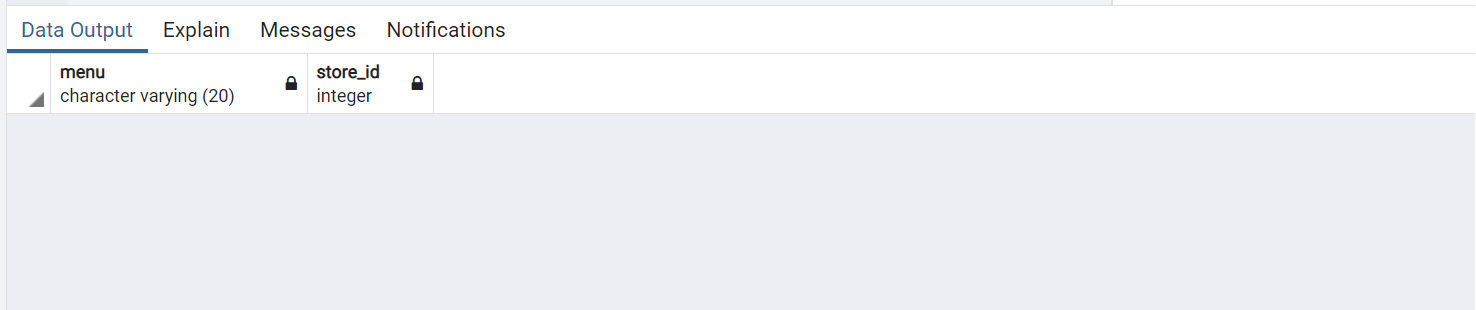 Data Output Explain Messages Notifications
menu store_id
character varying (20) integer